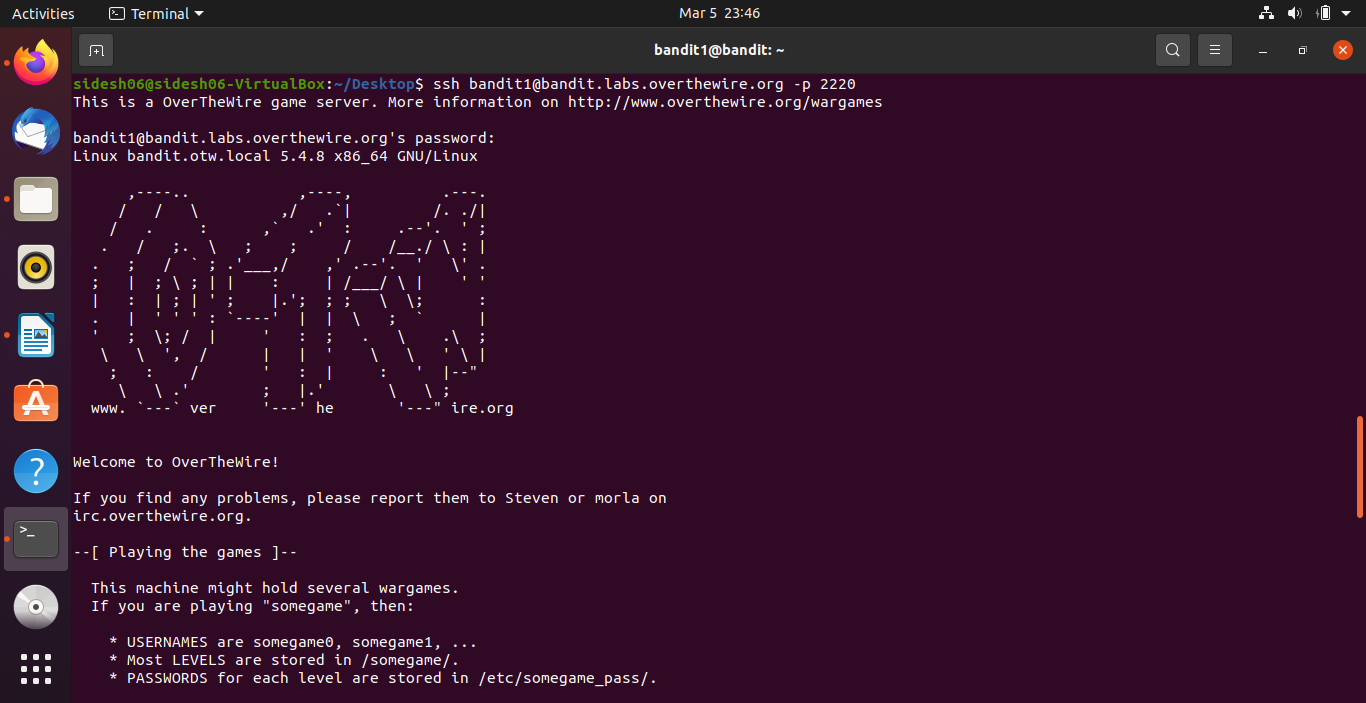 Activities
Terminal
Mar 5 23:46
bandit1@bandit: ~
sidesh06@sidesh06-VirtualBox:~/Desktop$ ssh bandit1@bandit.labs.overthewire.org -p 2220
This is a OverTheWire game server. More information on http://www.overthewire.org/wargames
bandit1@bandit.labs.overthewire.org's password:
Linux bandit.otw.local 5.4.8 x86_64 GNU/Linux
www. `---` ver '---' he '---" ire.org
Welcome to OverTheWire!
If you find any problems, please report them to Steven or morla on
irc.overthewire.org.
--[ Playing the games ]--
This machine might hold several wargames.
If you are playing "somegame", then:
* USERNAMES are somegame0, somegame1, ...
* Most LEVELS are stored in /somegame/.
* PASSWORDS for each level are stored in /etc/somegame_pass/.